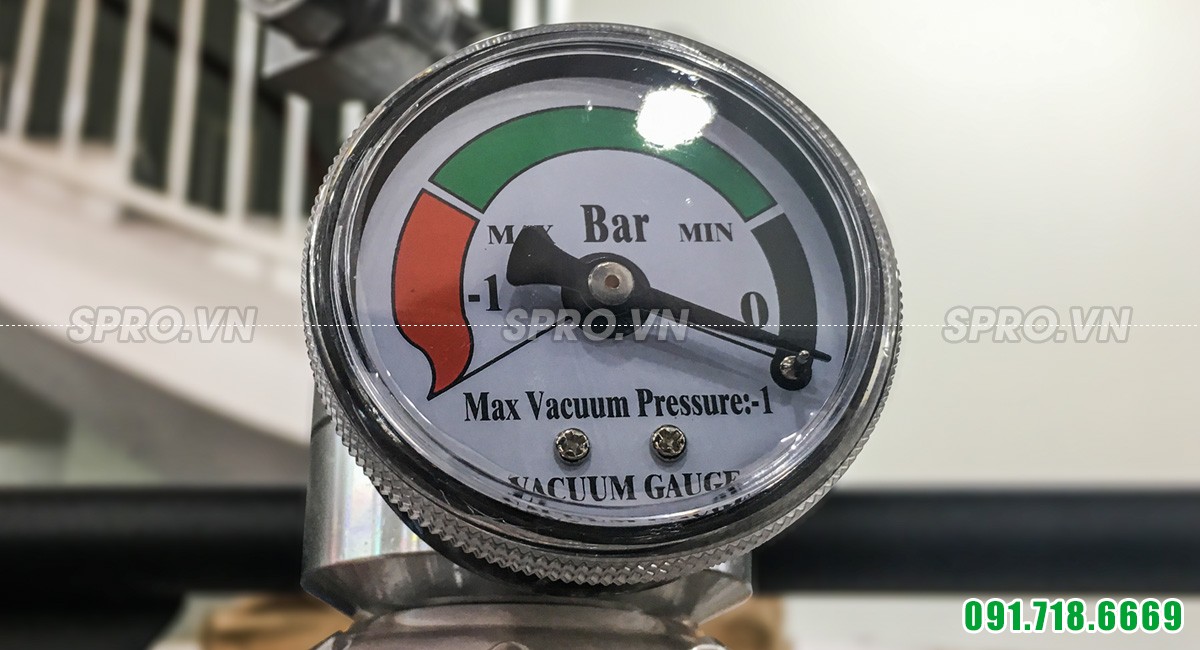 Bar
MAX MIN
-1 0
SPRO.VN SPRO.VN SPRO.VN
Max Vacuum Pressure:-1
VACUUM GAUGE
091.718.6669